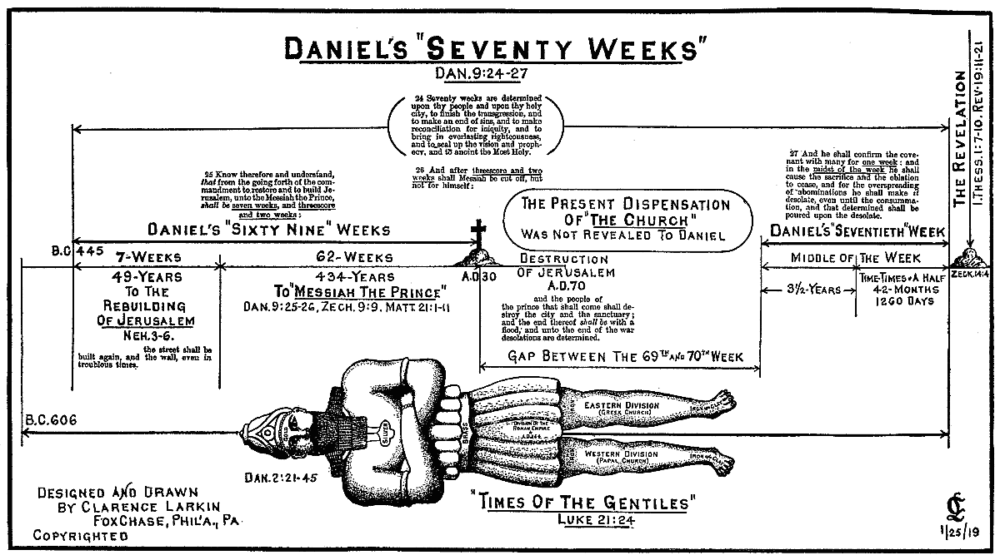 DANIEL'S "SEVENTY WEEKS"
DAN. 9:24-27
24 Seventy weeks are determined
upon thy people and upon thy holy
city, to finish the transgression, and
to make an end of sins, and to make
reconciliation for iniquity, and to
bring in everlasting righteousness,
and to seal up the vision and proph-
ecy, and to anoint the Most Holy.
26 And after threescore and two
weeks shall Messiah be cut off, but
not for himself:
25 Know therefore and understand,
that from the going forth of the com-
mandment to restore and to build Je-
rusalem, unto the Messiah the Prince,
shall be seven weeks, and threescore
and two weeks:
27 And he shall confirm the cove-
nant with many for one week: and
in the midst of the week he shall
cause the sacrifice and the oblation
to cease, and for the overspreading
of abominations he shall make it
desolate, even until the consumma-
tion, and that determined shall be
poured upon the desolate.
THE REVELATION
1. THESS. 1:7-10. REV-19:11-21
THE PRESENT DISPENSATION
OF "THE CHURCH"
WAS NOT REVEALED TO DANIEL
DANIEL'S "SIXTY NINE" WEEKS
DANIEL'S "SEVENTIETH" WEEK
B.C 445
7-WEEKS
62-WEEKS
A.D 30
MIDDLE OF THE WEEK
ZECK. 14:4
49-YEARS
TO THE
REBUILDING
OF JERUSALEM
NEH. 3-6.
the street shall be
built again, and the wall, even in
troublous times.
434-YEARS
TO "MESSIAH THE PRINCE"
DAN. 9:25-26, ZECH. 9:9. MATT. 21:1-11
DESTRUCTION
OF JERUSALEM
A.D. 70
and the people of
the prince that shall come shall de-
stroy the city and the sanctuary;
and the end thereof shall be with a
flood, and unto the end of the war
desolations are determined.
3½-YEARS
TIME-TIMES & A HALF
42-MONTHS
1260 DAYS
GAP BETWEEN THE 69TH AND 70TH WEEK
B.C. 606
GOLD
SILVER
BRASS
DIVISION OF THE
ROMAN EMPIRE
A.D. 364
EASTERN DIVISION
(GREEK CHURCH)
WESTERN DIVISION
(PAPAL CHURCH)
DAN. 2:21-45
"TIMES OF THE GENTILES"
LUKE 21:24
DESIGNED AND DRAWN
BY CLARENCE LARKIN
FOXCHASE, PHIL'A., PA.
COPYRIGHTED
1/25/19